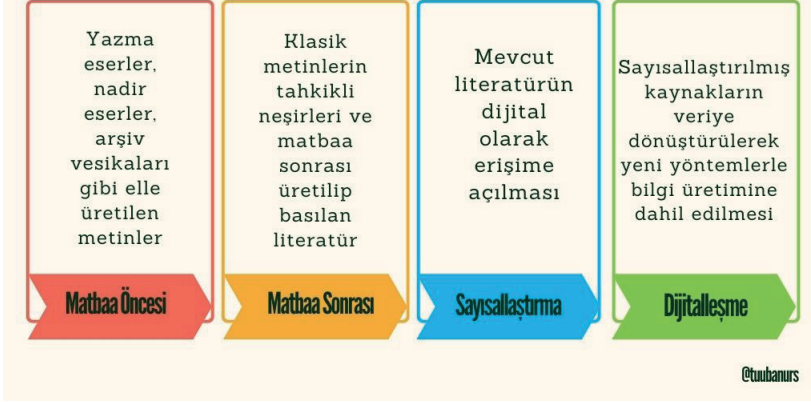 Yazma
eserler,
nadir
eserler,
arşiv
vesikaları
gibi elle
üretilen
metinler
Matbaa Öncesi
Klasik
metinlerin
tahkikli
neşirleri ve
matbaa
sonrası
üretilip
basılan
literatür
Matbaa Sonrası
Mevcut
literatürün
dijital
olarak
erişime
açılması
Sayısallaştırma
Sayısallaştırılmış
kaynakların
veriye
dönüştürülerek
yeni yöntemlerle
bilgi üretimine
dahil edilmesi
Dijitalleşme
@tuubanurs